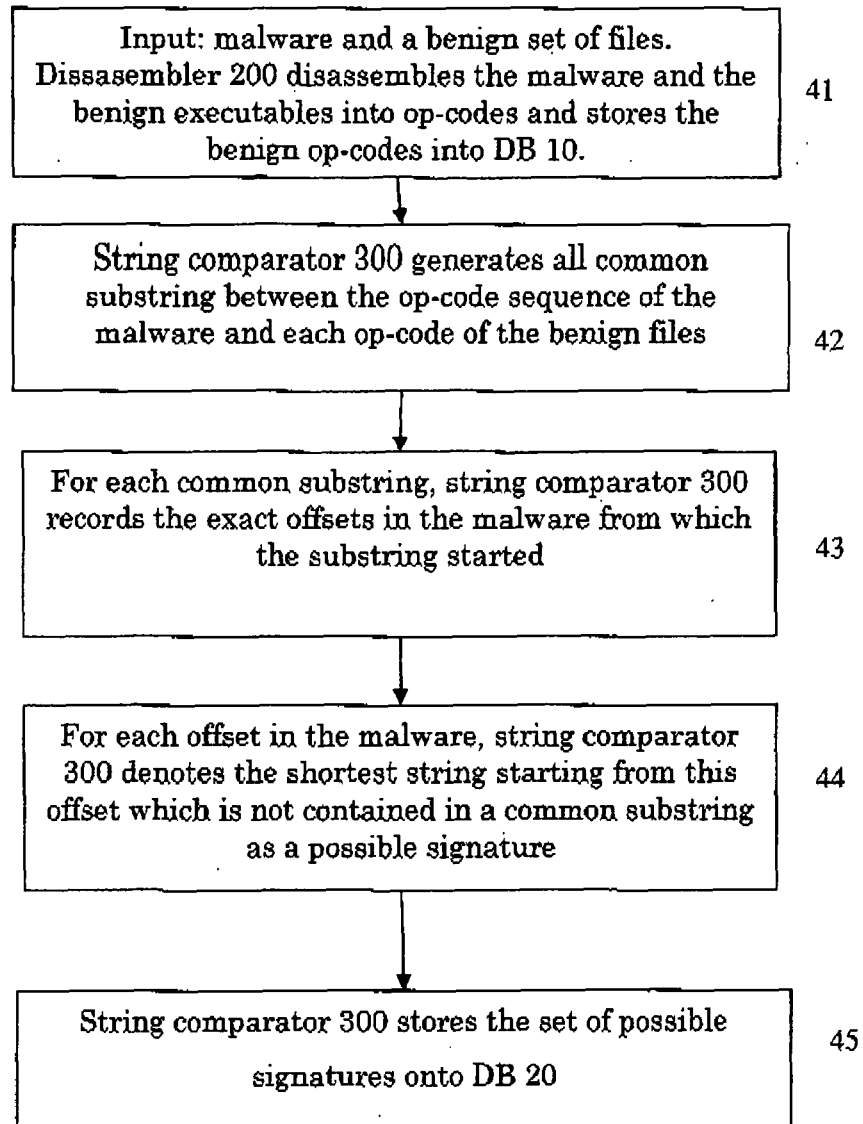 Input: malware and a benign set of files.
Dissasembler 200 disassembles the malware and the
benign executables into op-codes and stores the
benign op-codes into DB 10.
41
String comparator 300 generates all common
substring between the op-code sequence of the
malware and each op-code of the benign files
42
For each common substring, string comparator 300
records the exact offsets in the malware from which
the substring started
43
For each offset in the malware, string comparator
300 denotes the shortest string starting from this
offset which is not contained in a common substring
as a possible signature
44
String comparator 300 stores the set of possible
signatures onto DB 20
45